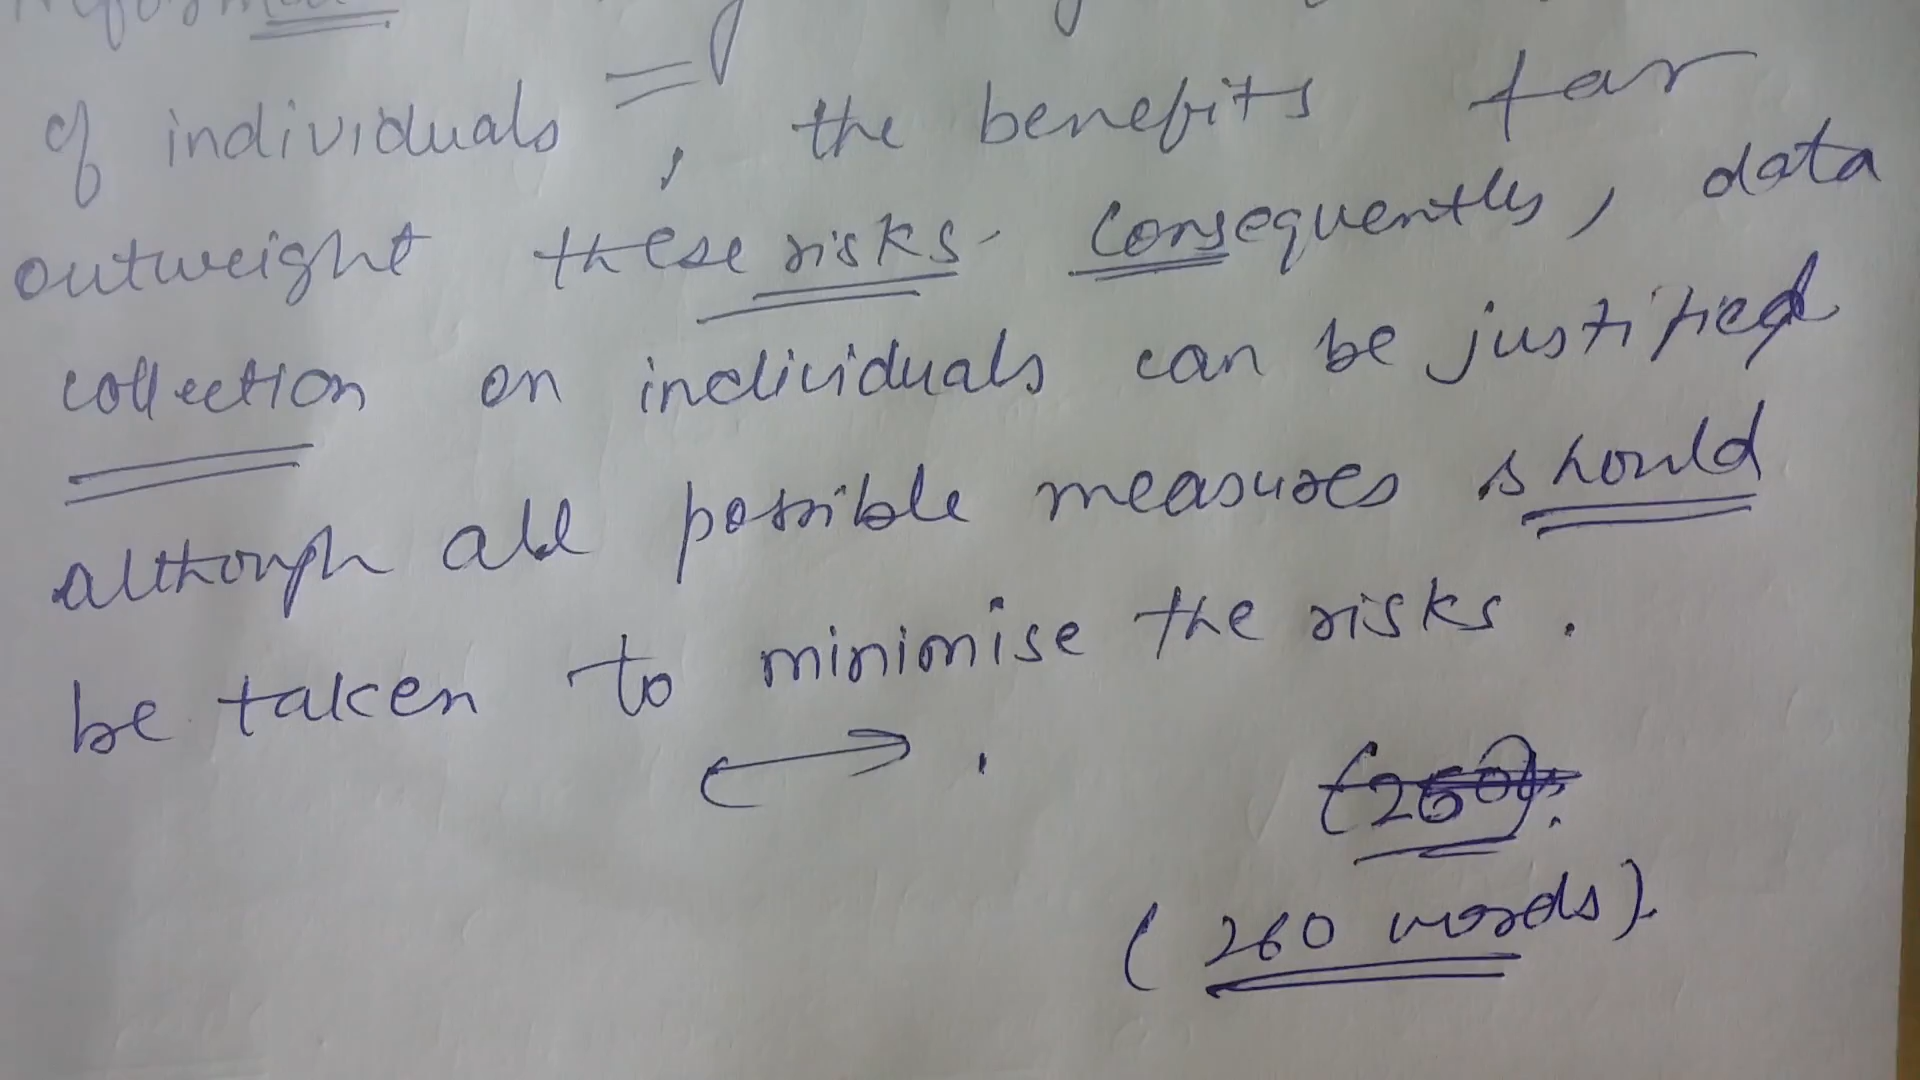 of individuals, the benefits far
outweight these risks. Consequently, data
collection on individuals can be justified
although all possible measures should
be taken to minimise the risks.
(260).
(260 words).